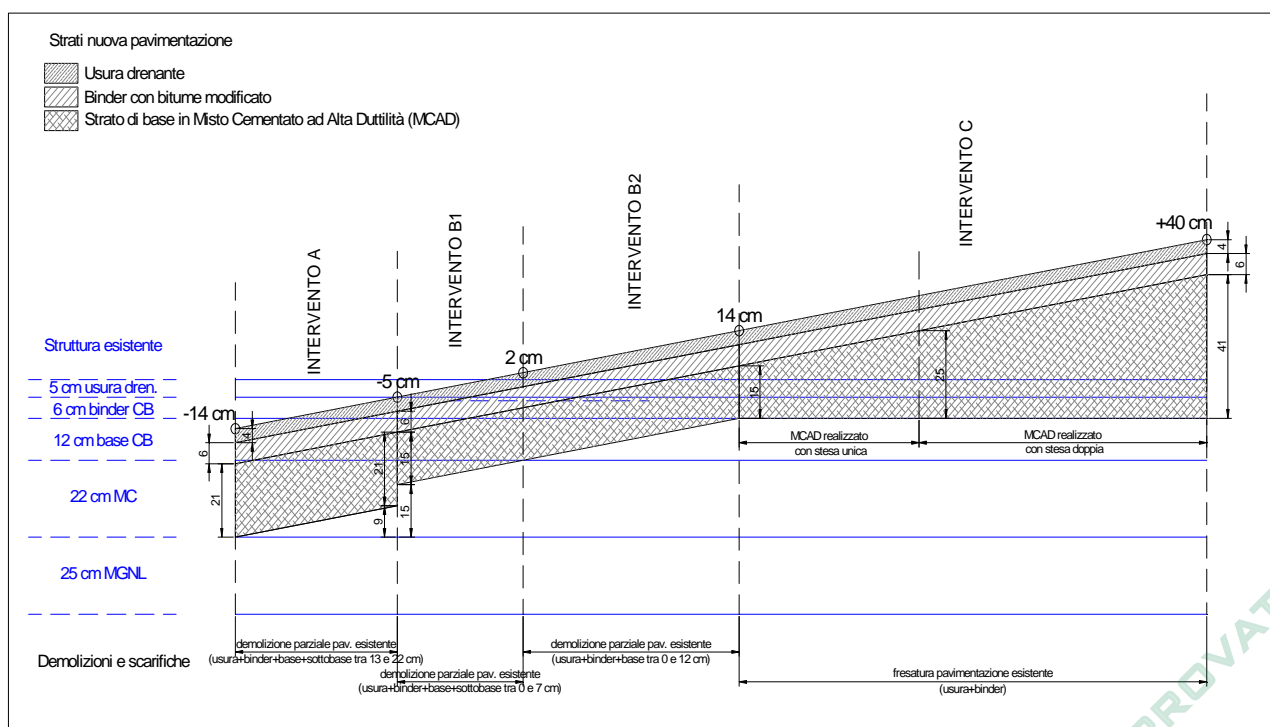 Strati nuova pavimentazione
Usura drenante
Binder con bitume modificato
Strato di base in Misto Cementato ad Alta Duttilità (MCAD)
INTERVENTO A
INTERVENTO B1
INTERVENTO B2
INTERVENTO C
-14 cm
-5 cm
2 cm
14 cm
+40 cm
4
6
41
Struttura esistente
5 cm usura dren.
6 cm binder CB
12 cm base CB
22 cm MC
25 cm MGNL
4
6
21
6
21
15
9
15
15
25
MCAD realizzato
con stesa unica
MCAD realizzato
con stesa doppia
Demolizioni e scarifiche
demolizione parziale pav. esistente
(usura+binder+base+sottobase tra 13 e 22 cm)
demolizione parziale pav. esistente
(usura+binder+base+sottobase tra 0 e 7 cm)
demolizione parziale pav. esistente
(usura+binder+base tra 0 e 12 cm)
fresatura pavimentazione esistente
(usura+binder)
PROVAT